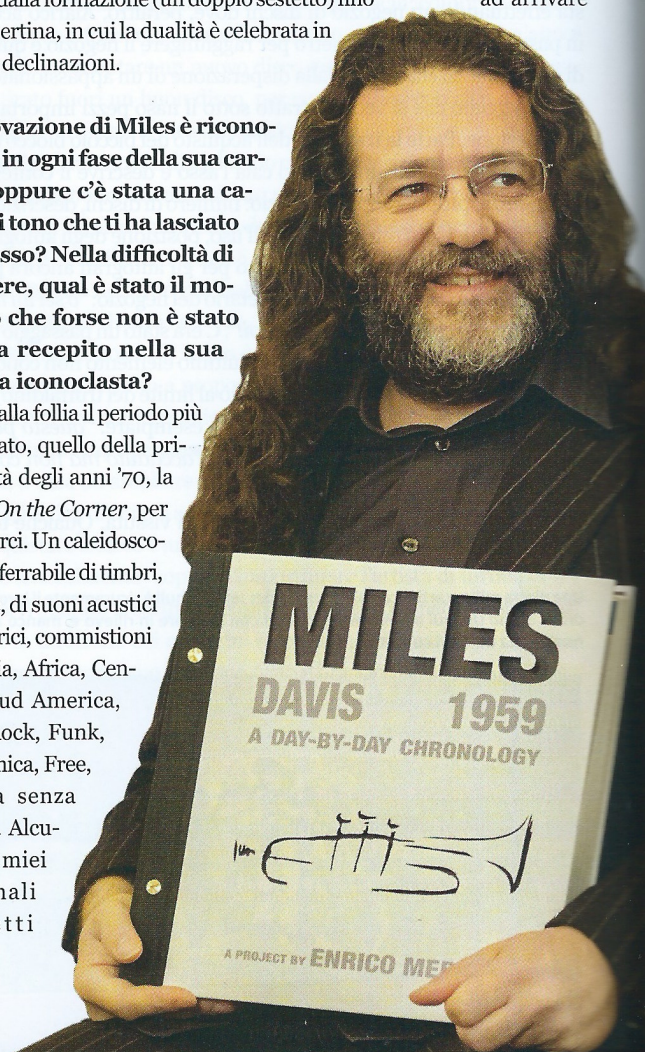 dalla formazione (un doppio sestetto) fino
ad arrivare
ertina, in cui la dualità è celebrata in
declinazioni.
ovazione di Miles è ricono-
in ogni fase della sua car-
oppure c'è stata una ca-
i tono che ti ha lasciato
sso? Nella difficoltà di
ere, qual è stato il mo-
o che forse non è stato
a recepito nella sua
a iconoclasta?
alla follia il periodo più
ato, quello della pri-
tà degli anni '70, la
On the Corner, per
rci. Un caleidosco-
ferrabile di timbri,
, di suoni acustici
rici, commistioni
ia, Africa, Cen-
ud America,
ock, Funk,
nica, Free,
a senza
. Alcu-
miei
nali
tti
MILES
DAVIS 1959
A DAY-BY-DAY CHRONOLOGY
A PROJECT BY ENRICO MER